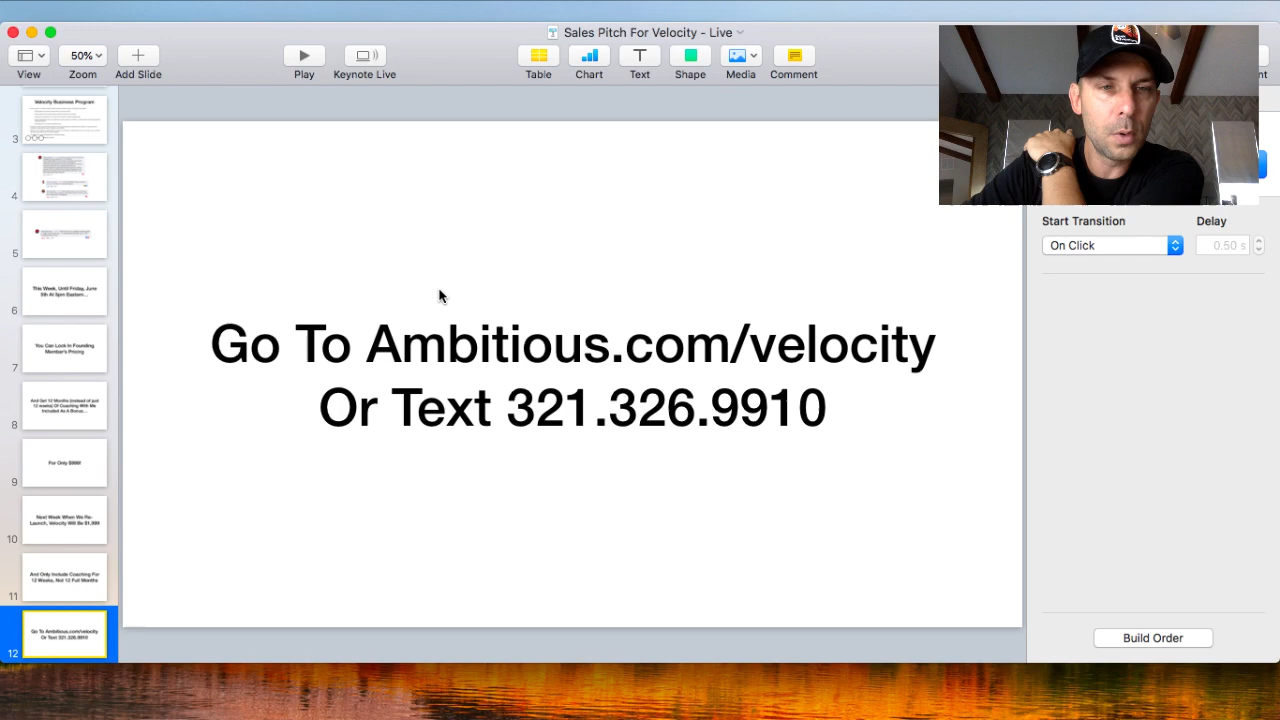 Sales Pitch For Velocity - Live
50%
View
Zoom
Add Slide
Play
Keynote Live
Table
Chart
Text
Shape
Media
Comment
Velocity Business Program
3
4
5
This Week, Until Friday, June
5th At 5pm Eastern...
6
You Can Lock In Founding
Member's Pricing
7
And Get 12 Months (instead of just
12 weeks) Of Coaching With Me
Included As A Bonus...
8
For Only $999!
9
Next Week When We Re-
Launch, Velocity Will Be $1,999
10
And Only Include Coaching For
12 Weeks, Not 12 Full Months
11
Go To Ambitious.com/velocity
Or Text 321.326.9910
12
Go To Ambitious.com/velocity
Or Text 321.326.9910
Start Transition
Delay
On Click
0.50 s
Build Order